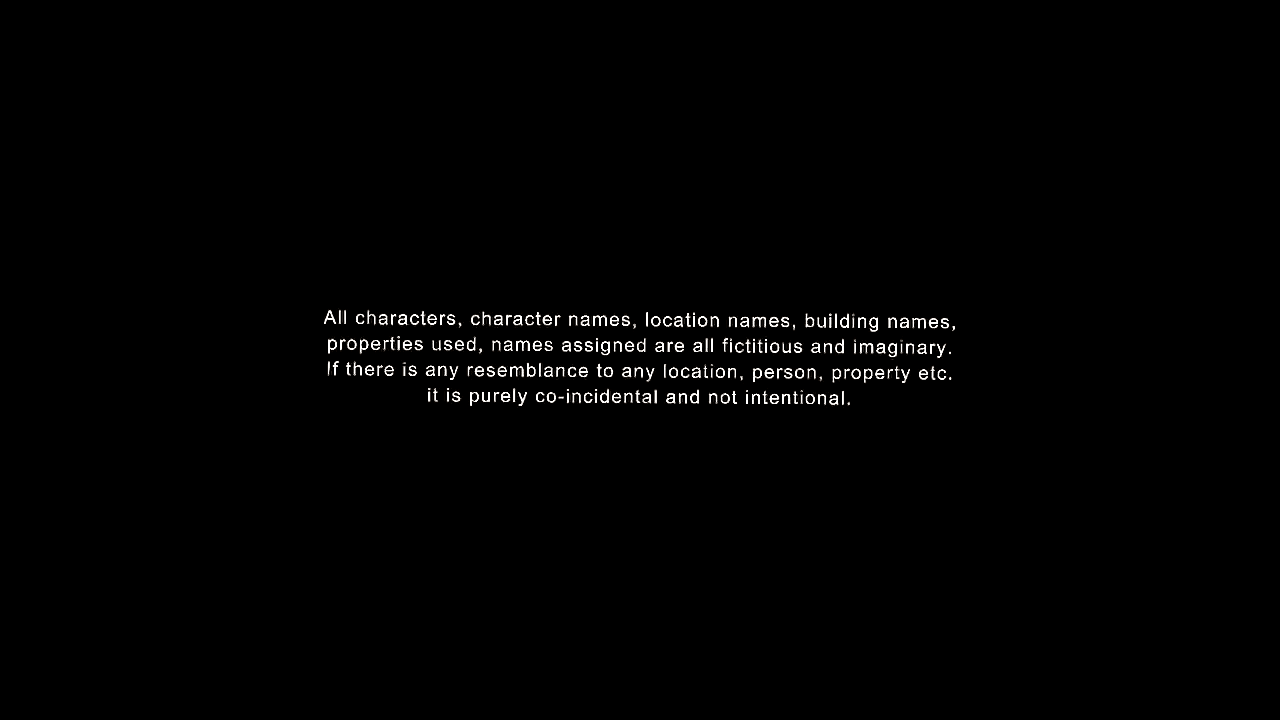 All characters, character names, location names, building names,
properties used, names assigned are all fictitious and imaginary.
If there is any resemblance to any location, person, property etc.
it is purely co-incidental and not intentional.